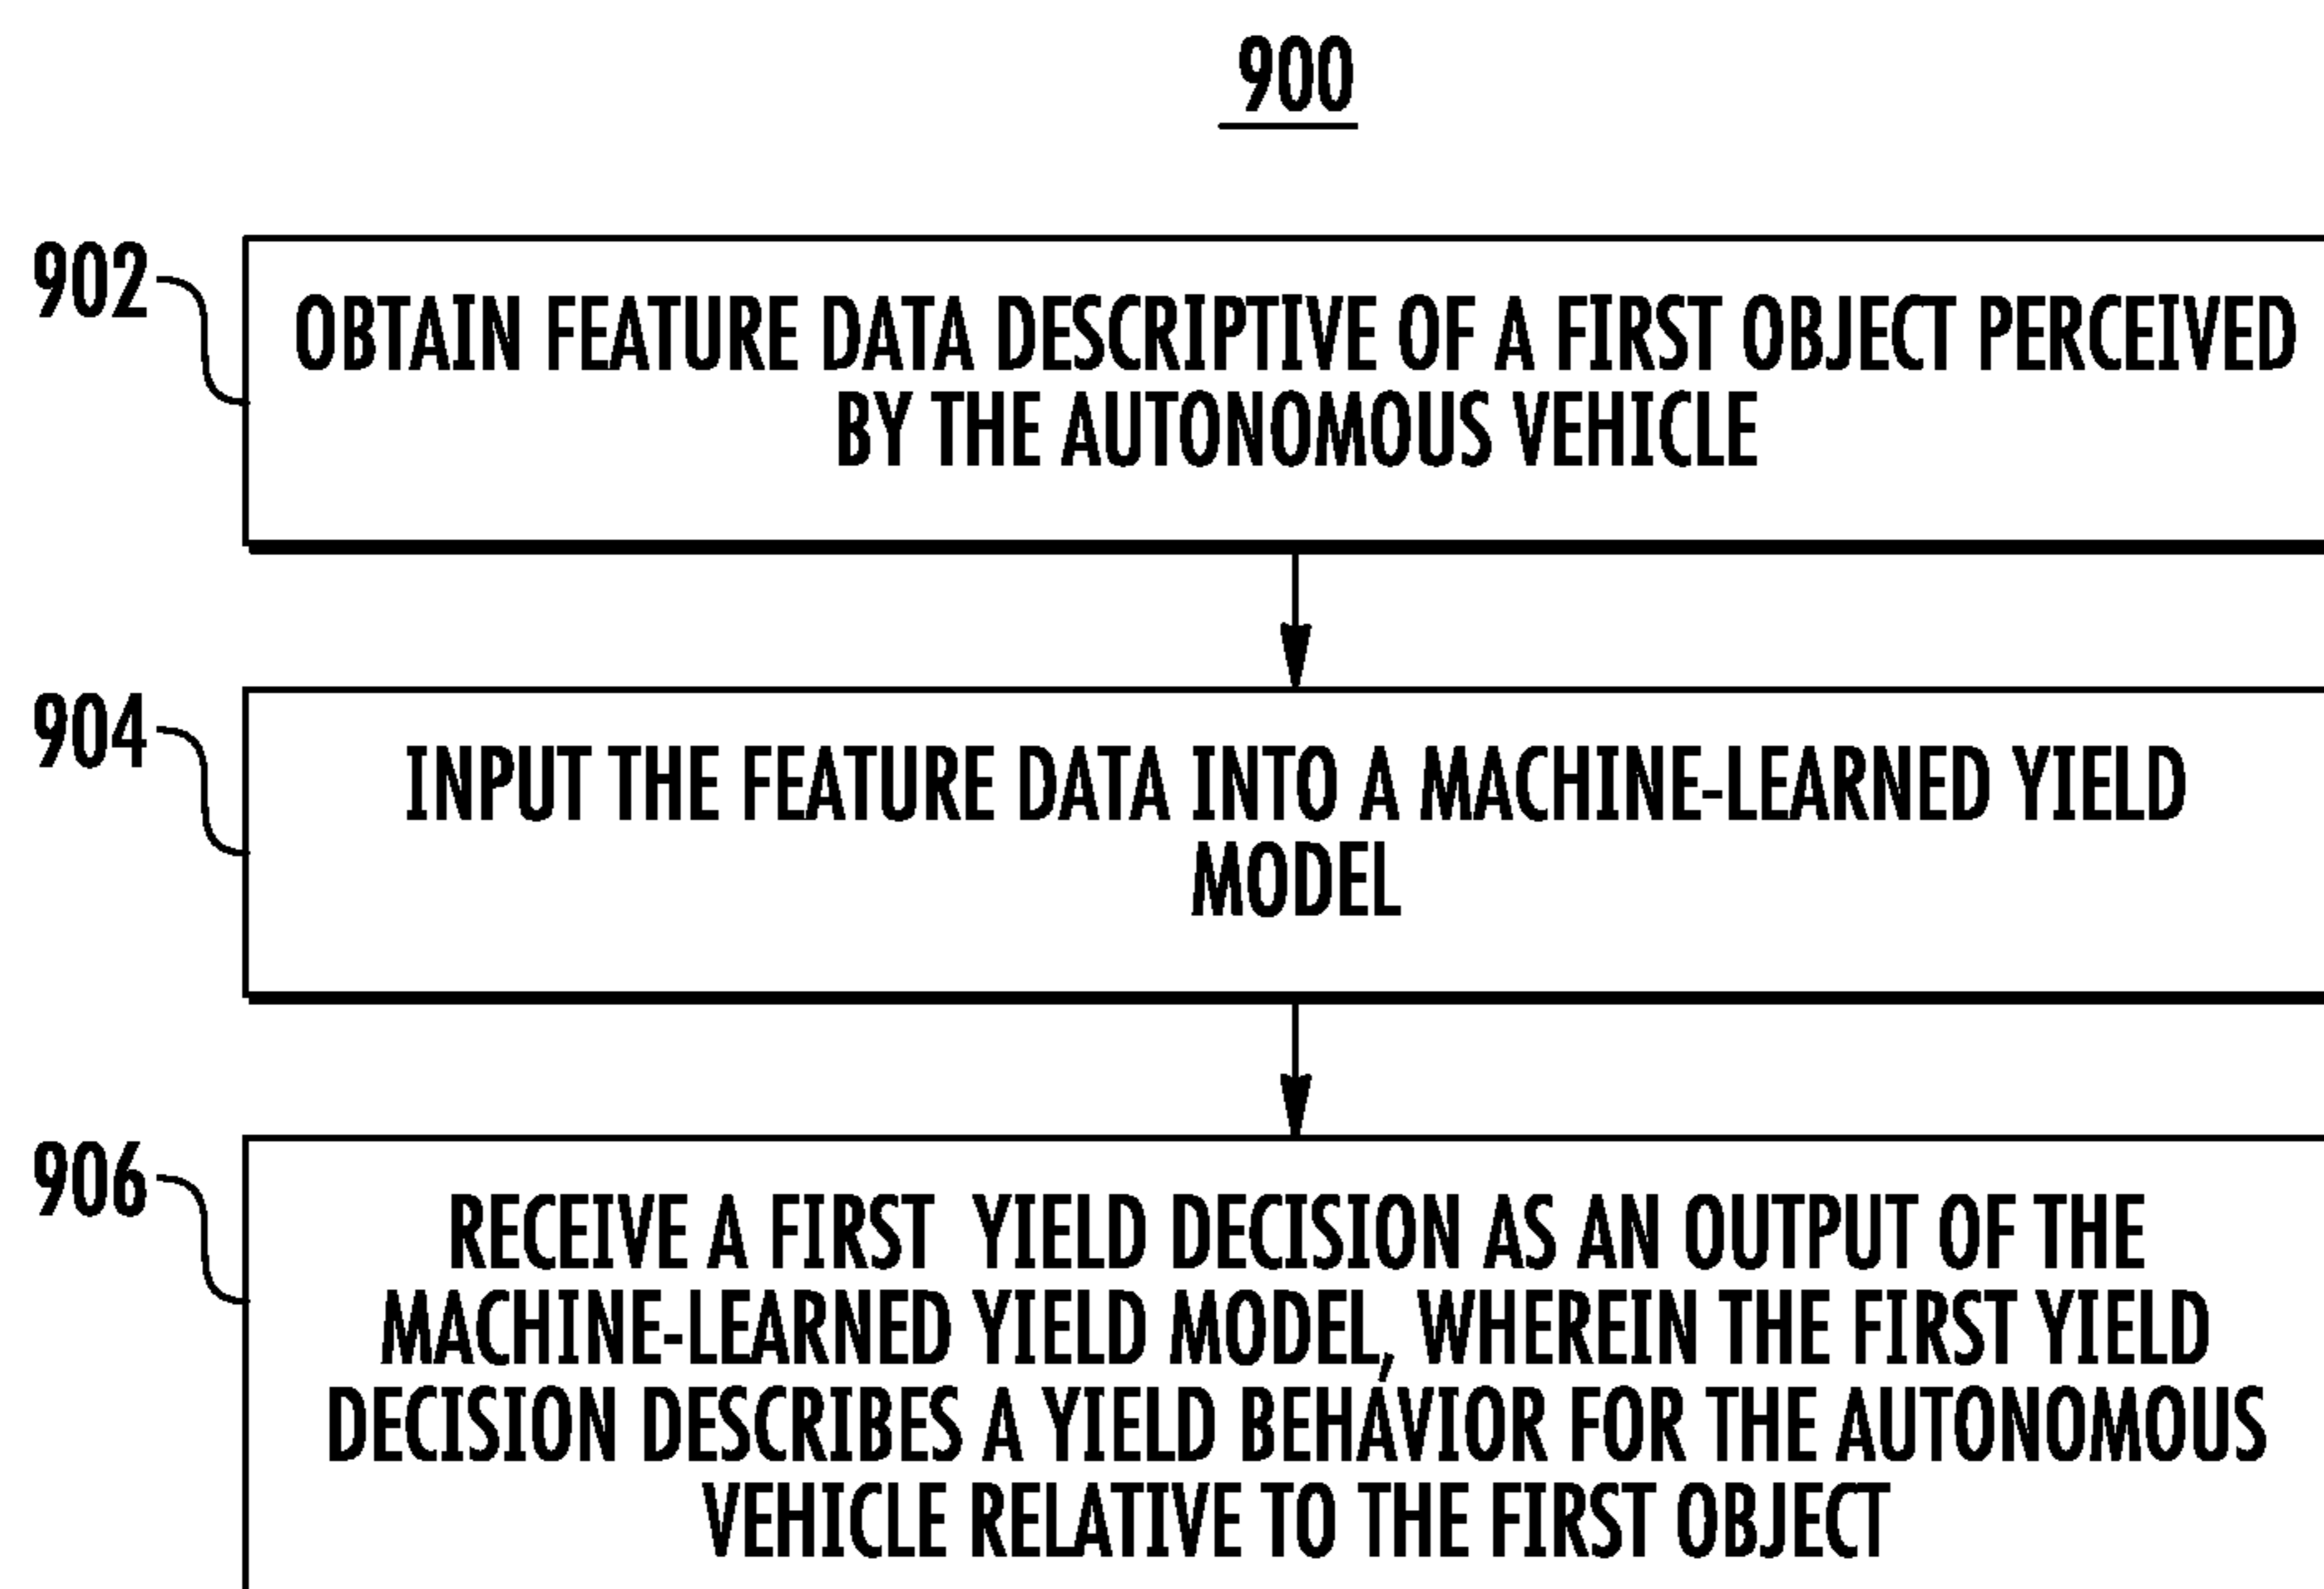 900
902
OBTAIN FEATURE DATA DESCRIPTIVE OF A FIRST OBJECT PERCEIVED
BY THE AUTONOMOUS VEHICLE
904
INPUT THE FEATURE DATA INTO A MACHINE-LEARNED YIELD
MODEL
906
RECEIVE A FIRST YIELD DECISION AS AN OUTPUT OF THE
MACHINE-LEARNED YIELD MODEL, WHEREIN THE FIRST YIELD
DECISION DESCRIBES A YIELD BEHAVIOR FOR THE AUTONOMOUS
VEHICLE RELATIVE TO THE FIRST OBJECT